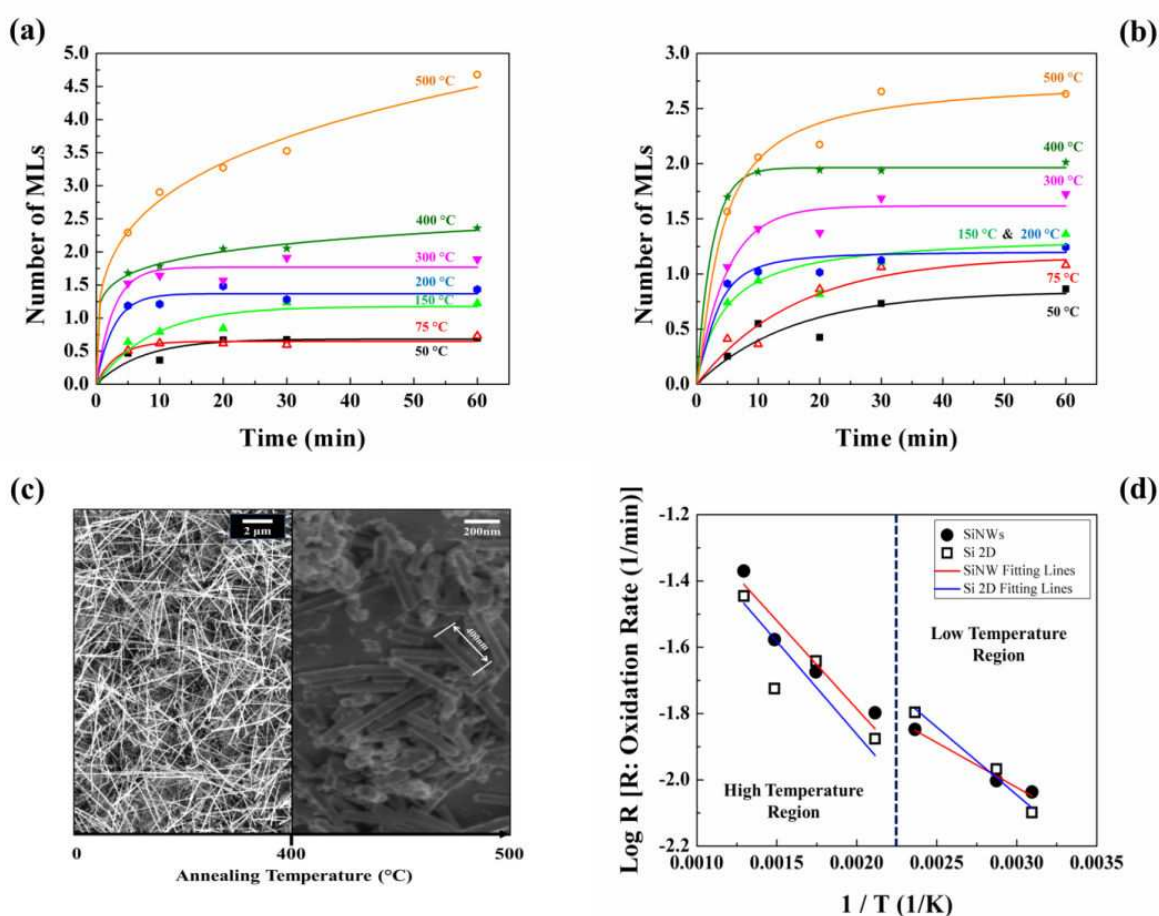 (a)
5.0
4.5
4.0
3.5
3.0
2.5
2.0
1.5
1.0
0.5
0.0
Number of MLs
500 °C
400 °C
300 °C
200 °C
150 °C
75 °C
50 °C
0 10 20 30 40 50 60
Time (min)
(b)
3.0
2.5
2.0
1.5
1.0
0.5
0.0
Number of MLs
500 °C
400 °C
300 °C
150 °C & 200 °C
75 °C
50 °C
0 10 20 30 40 50 60
Time (min)
(c)
2 µm
200nm
400nm
0 400 500
Annealing Temperature (°C)
(d)
Log R [R: Oxidation Rate (1/min)]
-1.2
-1.4
-1.6
-1.8
-2.0
-2.2
SiNWs
Si 2D
SiNW Fitting Lines
Si 2D Fitting Lines
Low Temperature
Region
High Temperature
Region
0.0010 0.0015 0.0020 0.0025 0.0030 0.0035
1 / T (1/K)